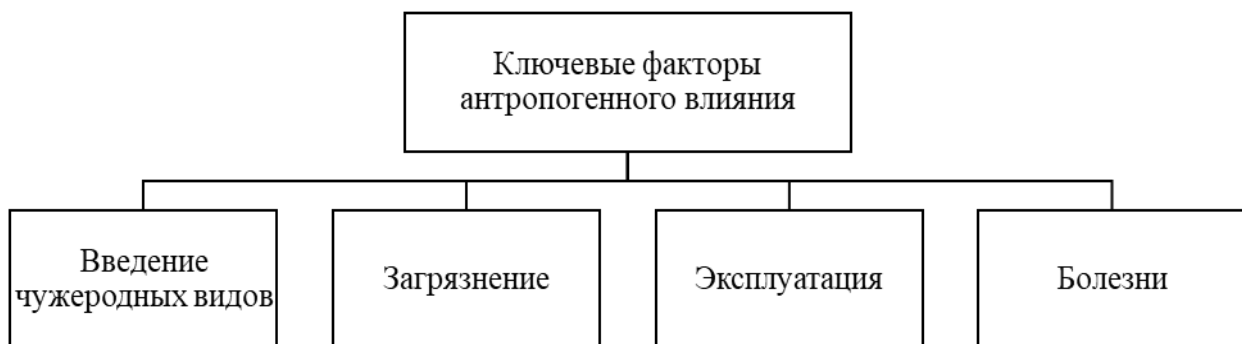 Ключевые факторы
антропогенного влияния
Введение
чужеродных видов
Загрязнение
Эксплуатация
Болезни